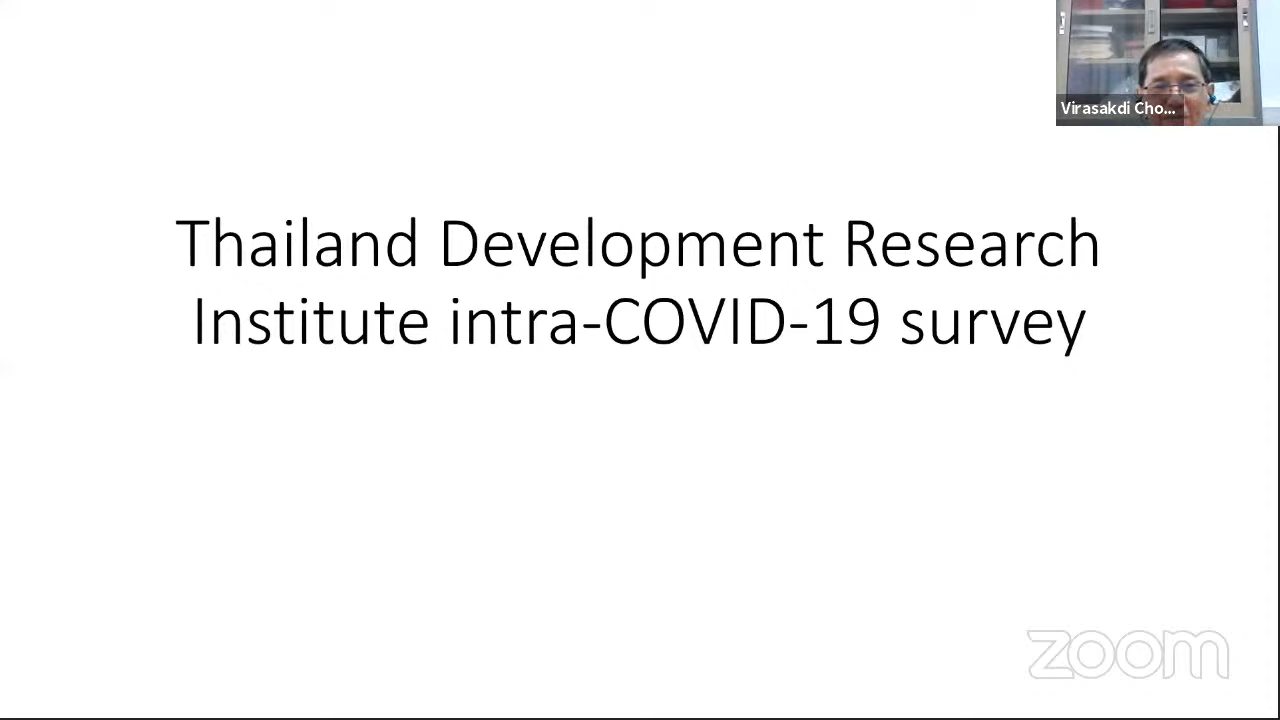 Virasakdi Cho...
Thailand Development Research
Institute intra-COVID-19 survey
zoom